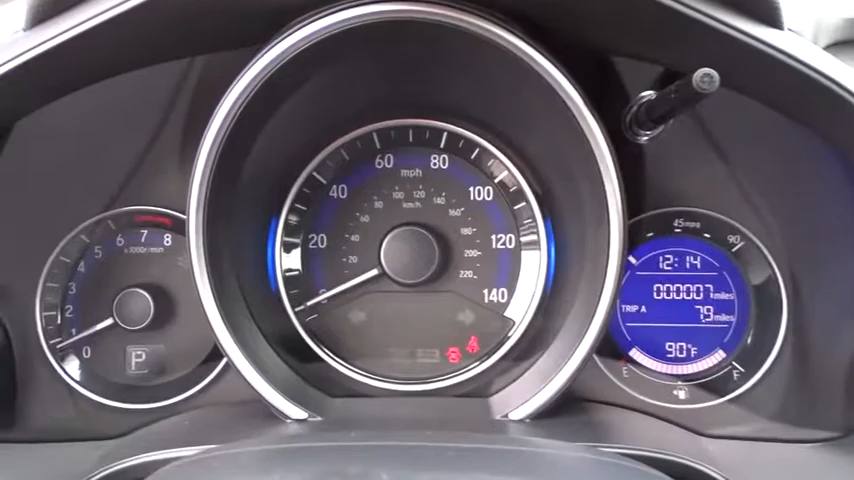 0
1
2
3
4
5
6
7
8
x1000r/min
P
0
20
40
60
80
100
120
140
mph
20
40
60
80
100
120
140
160
180
200
220
km/h
45mpg
90
12:14
000007 miles
TRIP A
7.9 miles
90°F
E
F